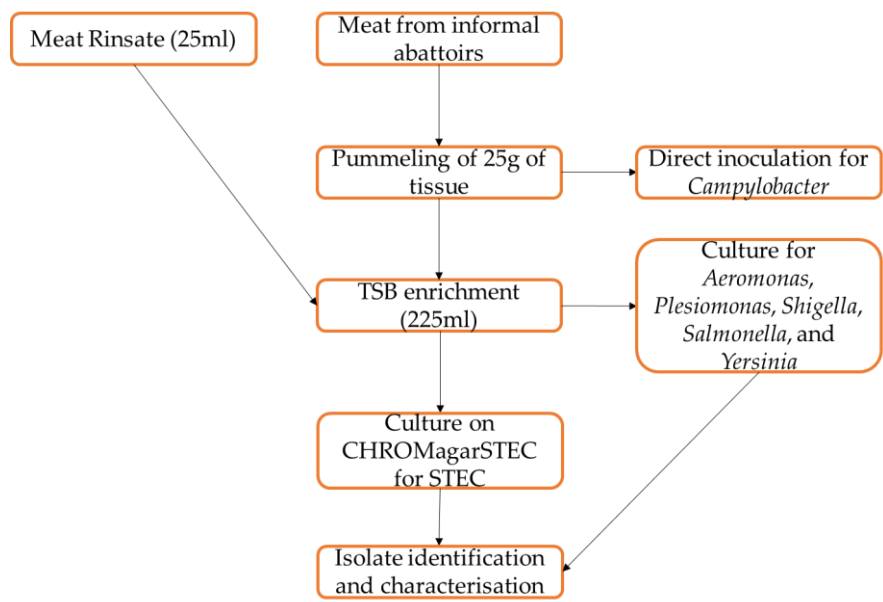 Meat Rinsate (25ml)
Meat from informal
abattoirs
Pummeling of 25g of
tissue
Direct inoculation for
Campylobacter
TSB enrichment
(225ml)
Culture for
Aeromonas,
Plesiomonas, Shigella,
Salmonella, and
Yersinia
Culture on
CHROMagarSTEC
for STEC
Isolate identification
and characterisation